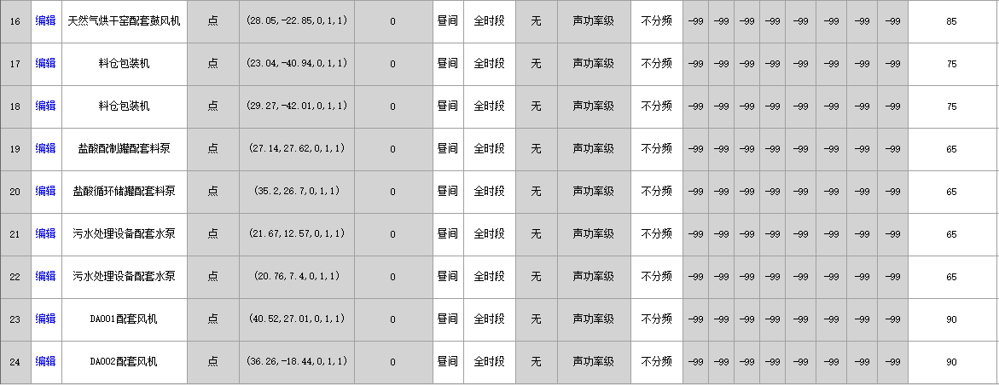 16 编辑 天然气烘干窑配套鼓风机 点 (28.05,-22.85,0,1,1) 0 昼间 全时段 无 声功率级 不分频 -99 -99 -99 -99 -99 -99 -99 -99 85
17 编辑 料仓包装机 点 (23.04,-40.94,0,1,1) 0 昼间 全时段 无 声功率级 不分频 -99 -99 -99 -99 -99 -99 -99 -99 75
18 编辑 料仓包装机 点 (29.27,-42.01,0,1,1) 0 昼间 全时段 无 声功率级 不分频 -99 -99 -99 -99 -99 -99 -99 -99 75
19 编辑 盐酸配制罐配套料泵 点 (27.14,27.62,0,1,1) 0 昼间 全时段 无 声功率级 不分频 -99 -99 -99 -99 -99 -99 -99 -99 65
20 编辑 盐酸循环储罐配套料泵 点 (35.2,26.7,0,1,1) 0 昼间 全时段 无 声功率级 不分频 -99 -99 -99 -99 -99 -99 -99 -99 65
21 编辑 污水处理设备配套水泵 点 (21.67,12.57,0,1,1) 0 昼间 全时段 无 声功率级 不分频 -99 -99 -99 -99 -99 -99 -99 -99 65
22 编辑 污水处理设备配套水泵 点 (20.76,7.4,0,1,1) 0 昼间 全时段 无 声功率级 不分频 -99 -99 -99 -99 -99 -99 -99 -99 65
23 编辑 DA001配套风机 点 (40.52,27.01,0,1,1) 0 昼间 全时段 无 声功率级 不分频 -99 -99 -99 -99 -99 -99 -99 -99 90
24 编辑 DA002配套风机 点 (36.26,-18.44,0,1,1) 0 昼间 全时段 无 声功率级 不分频 -99 -99 -99 -99 -99 -99 -99 -99 90